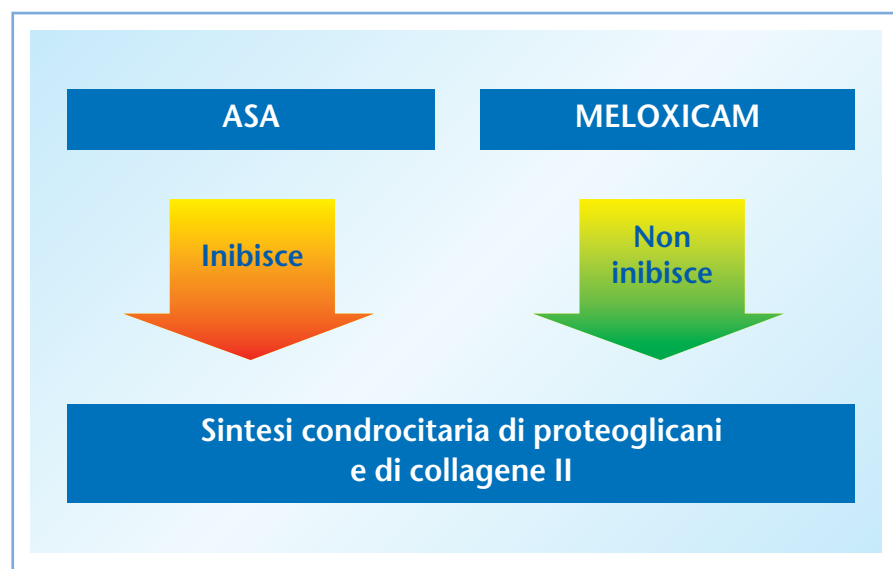 ASA
MELOXICAM
Inibisce
Non
inibisce
Sintesi condrocitaria di proteoglicani
e di collagene II